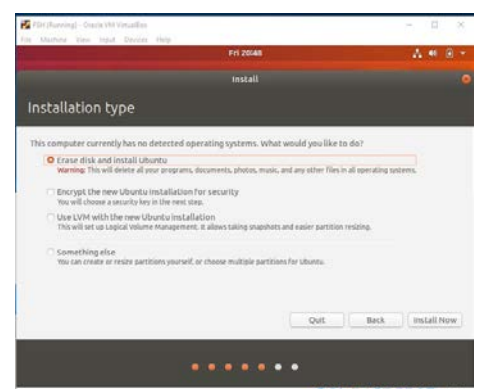 FSH (Running) - Oracle VM VirtualBox
File Machine View Input Devices Help
Fri 20:48
Install
Installation type
This computer currently has no detected operating systems. What would you like to do?
Erase disk and install Ubuntu
Warning: This will delete all your programs, documents, photos, music, and any other files in all operating systems.
Encrypt the new Ubuntu installation for security
You will choose a security key in the next step.
Use LVM with the new Ubuntu installation
This will set up Logical Volume Management. It allows taking snapshots and easier partition resizing.
Something else
You can create or resize partitions yourself, or choose multiple partitions for Ubuntu.
Quit Back Install Now